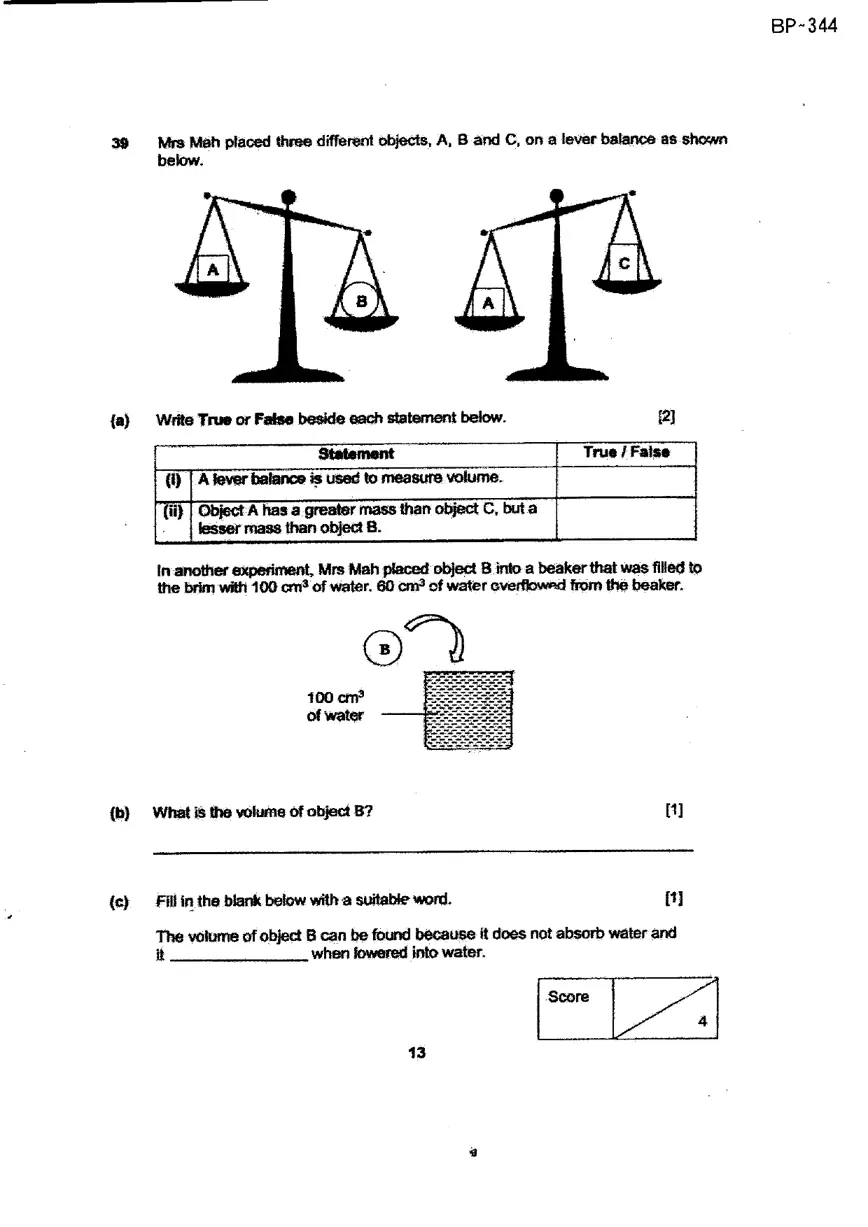 BP-344
39 Mrs Mah placed three different objects, A, B and C, on a lever balance as shown
below.
A
B
A
C
(a) Write True or False beside each statement below. [2]
Statement True / False
(i) A lever balance is used to measure volume.
(ii) Object A has a greater mass than object C, but a
lesser mass than object B.
In another experiment, Mrs Mah placed object B into a beaker that was filled to
the brim with 100 cm³ of water. 60 cm³ of water overflowed from the beaker.
B
100 cm³
of water
(b) What is the volume of object B? [1]
(c) Fill in the blank below with a suitable word. [1]
The volume of object B can be found because it does not absorb water and
it ________________ when lowered into water.
Score
4
13